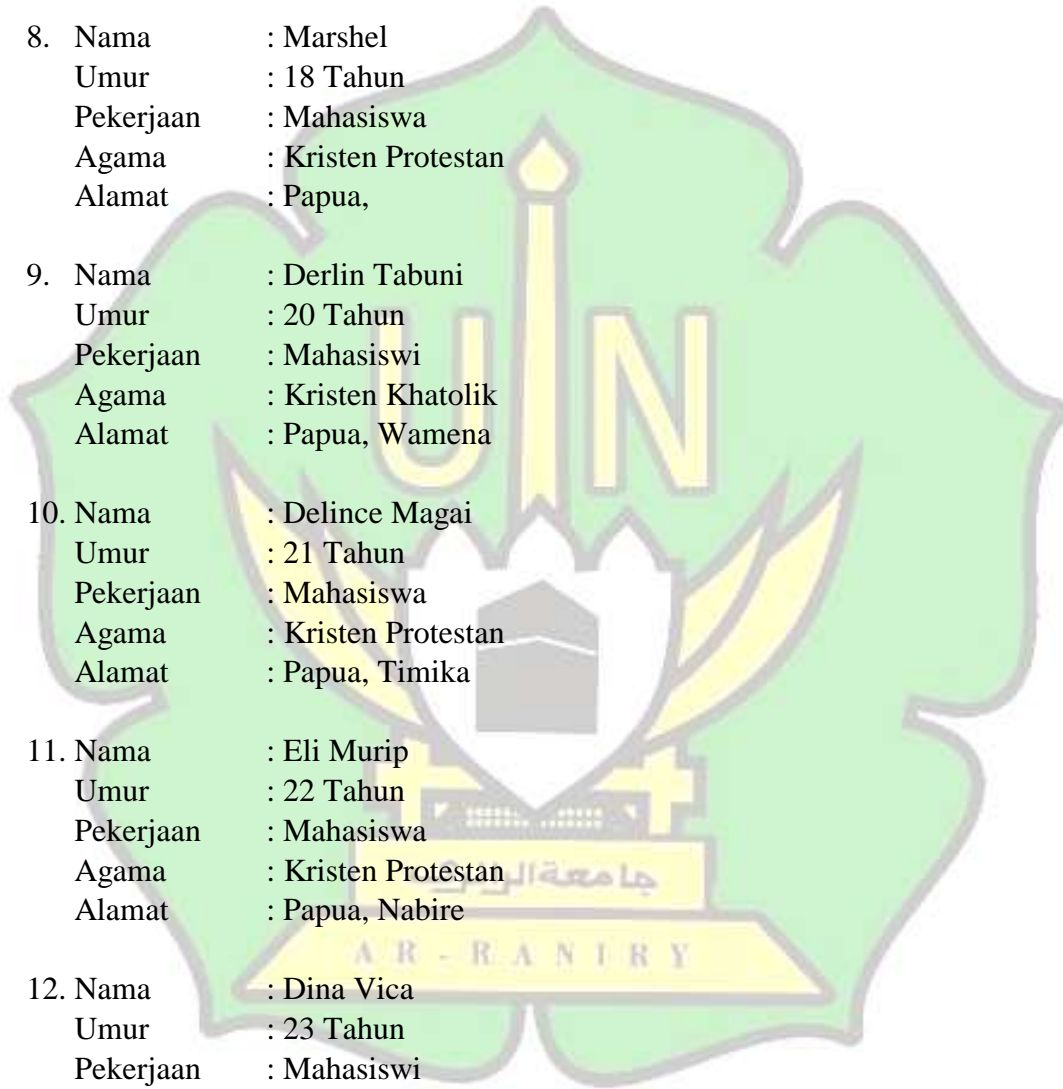 8. Nama : Marshel
Umur : 18 Tahun
Pekerjaan : Mahasiswa
Agama : Kristen Protestan
Alamat : Papua,
9. Nama : Derlin Tabuni
Umur : 20 Tahun
Pekerjaan : Mahasiswi
Agama : Kristen Khatolik
Alamat : Papua, Wamena
10. Nama : Delince Magai
Umur : 21 Tahun
Pekerjaan : Mahasiswa
Agama : Kristen Protestan
Alamat : Papua, Timika
11. Nama : Eli Murip
Umur : 22 Tahun
Pekerjaan : Mahasiswa
Agama : Kristen Protestan
Alamat : Papua, Nabire
12. Nama : Dina Vica
Umur : 23 Tahun
Pekerjaan : Mahasiswi
UIN
جامعة الرانري
AR-RANIRY